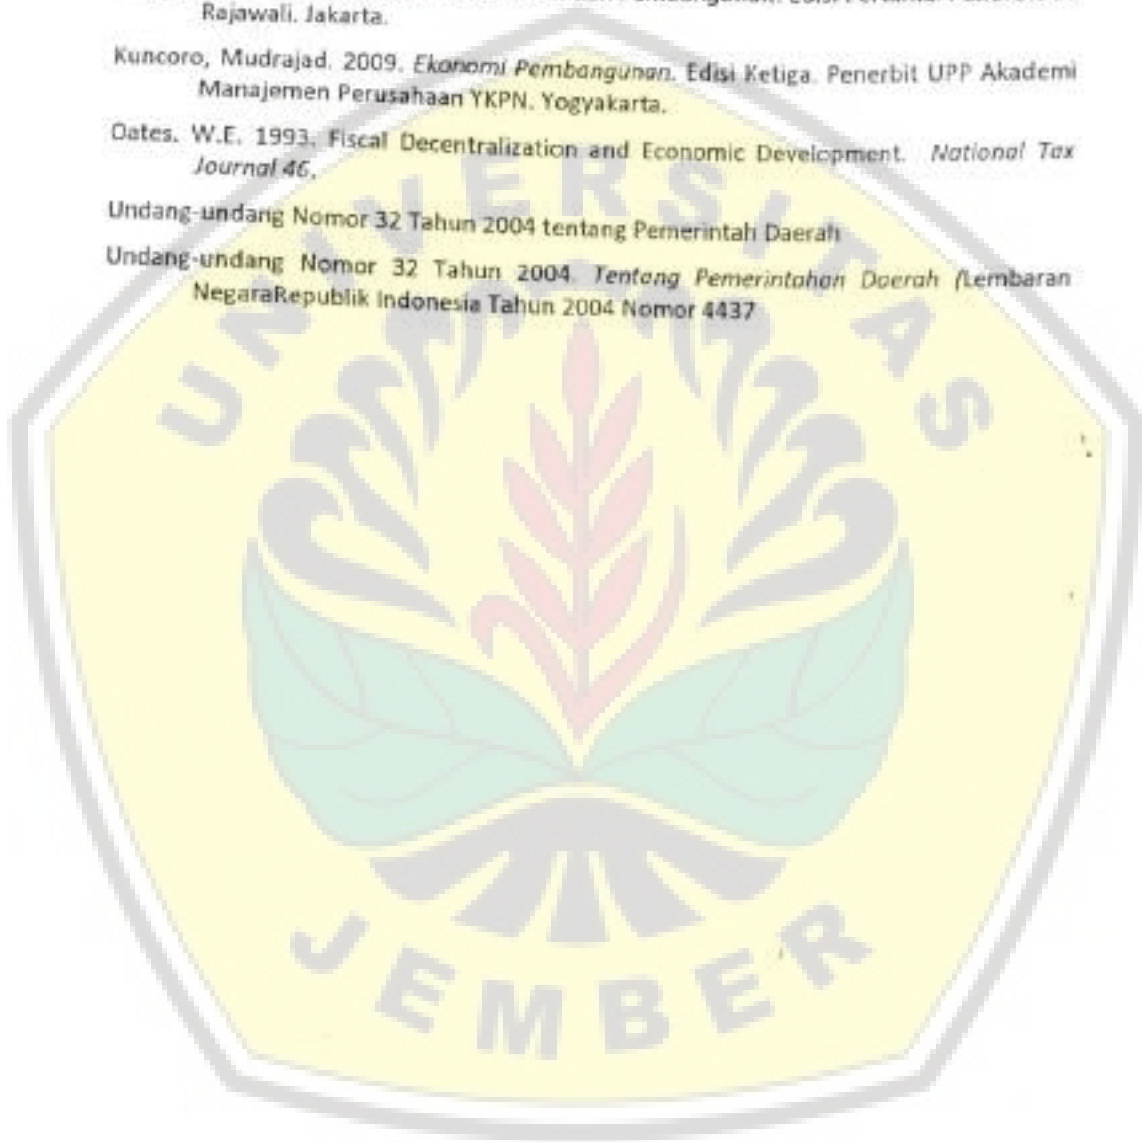 Rajawali. Jakarta.
Kuncoro, Mudrajad. 2009. Ekonomi Pembangunan. Edisi Ketiga. Penerbit UPP Akademi
Manajemen Perusahaan YKPN. Yogyakarta.
Oates. W.E. 1993. Fiscal Decentralization and Economic Development. National Tax
Journal 46,
Undang-undang Nomor 32 Tahun 2004 tentang Pemerintah Daerah
Undang-undang Nomor 32 Tahun 2004. Tentang Pemerintahan Daerah (Lembaran
NegaraRepublik Indonesia Tahun 2004 Nomor 4437
UNIVERSITAS
JEMBER